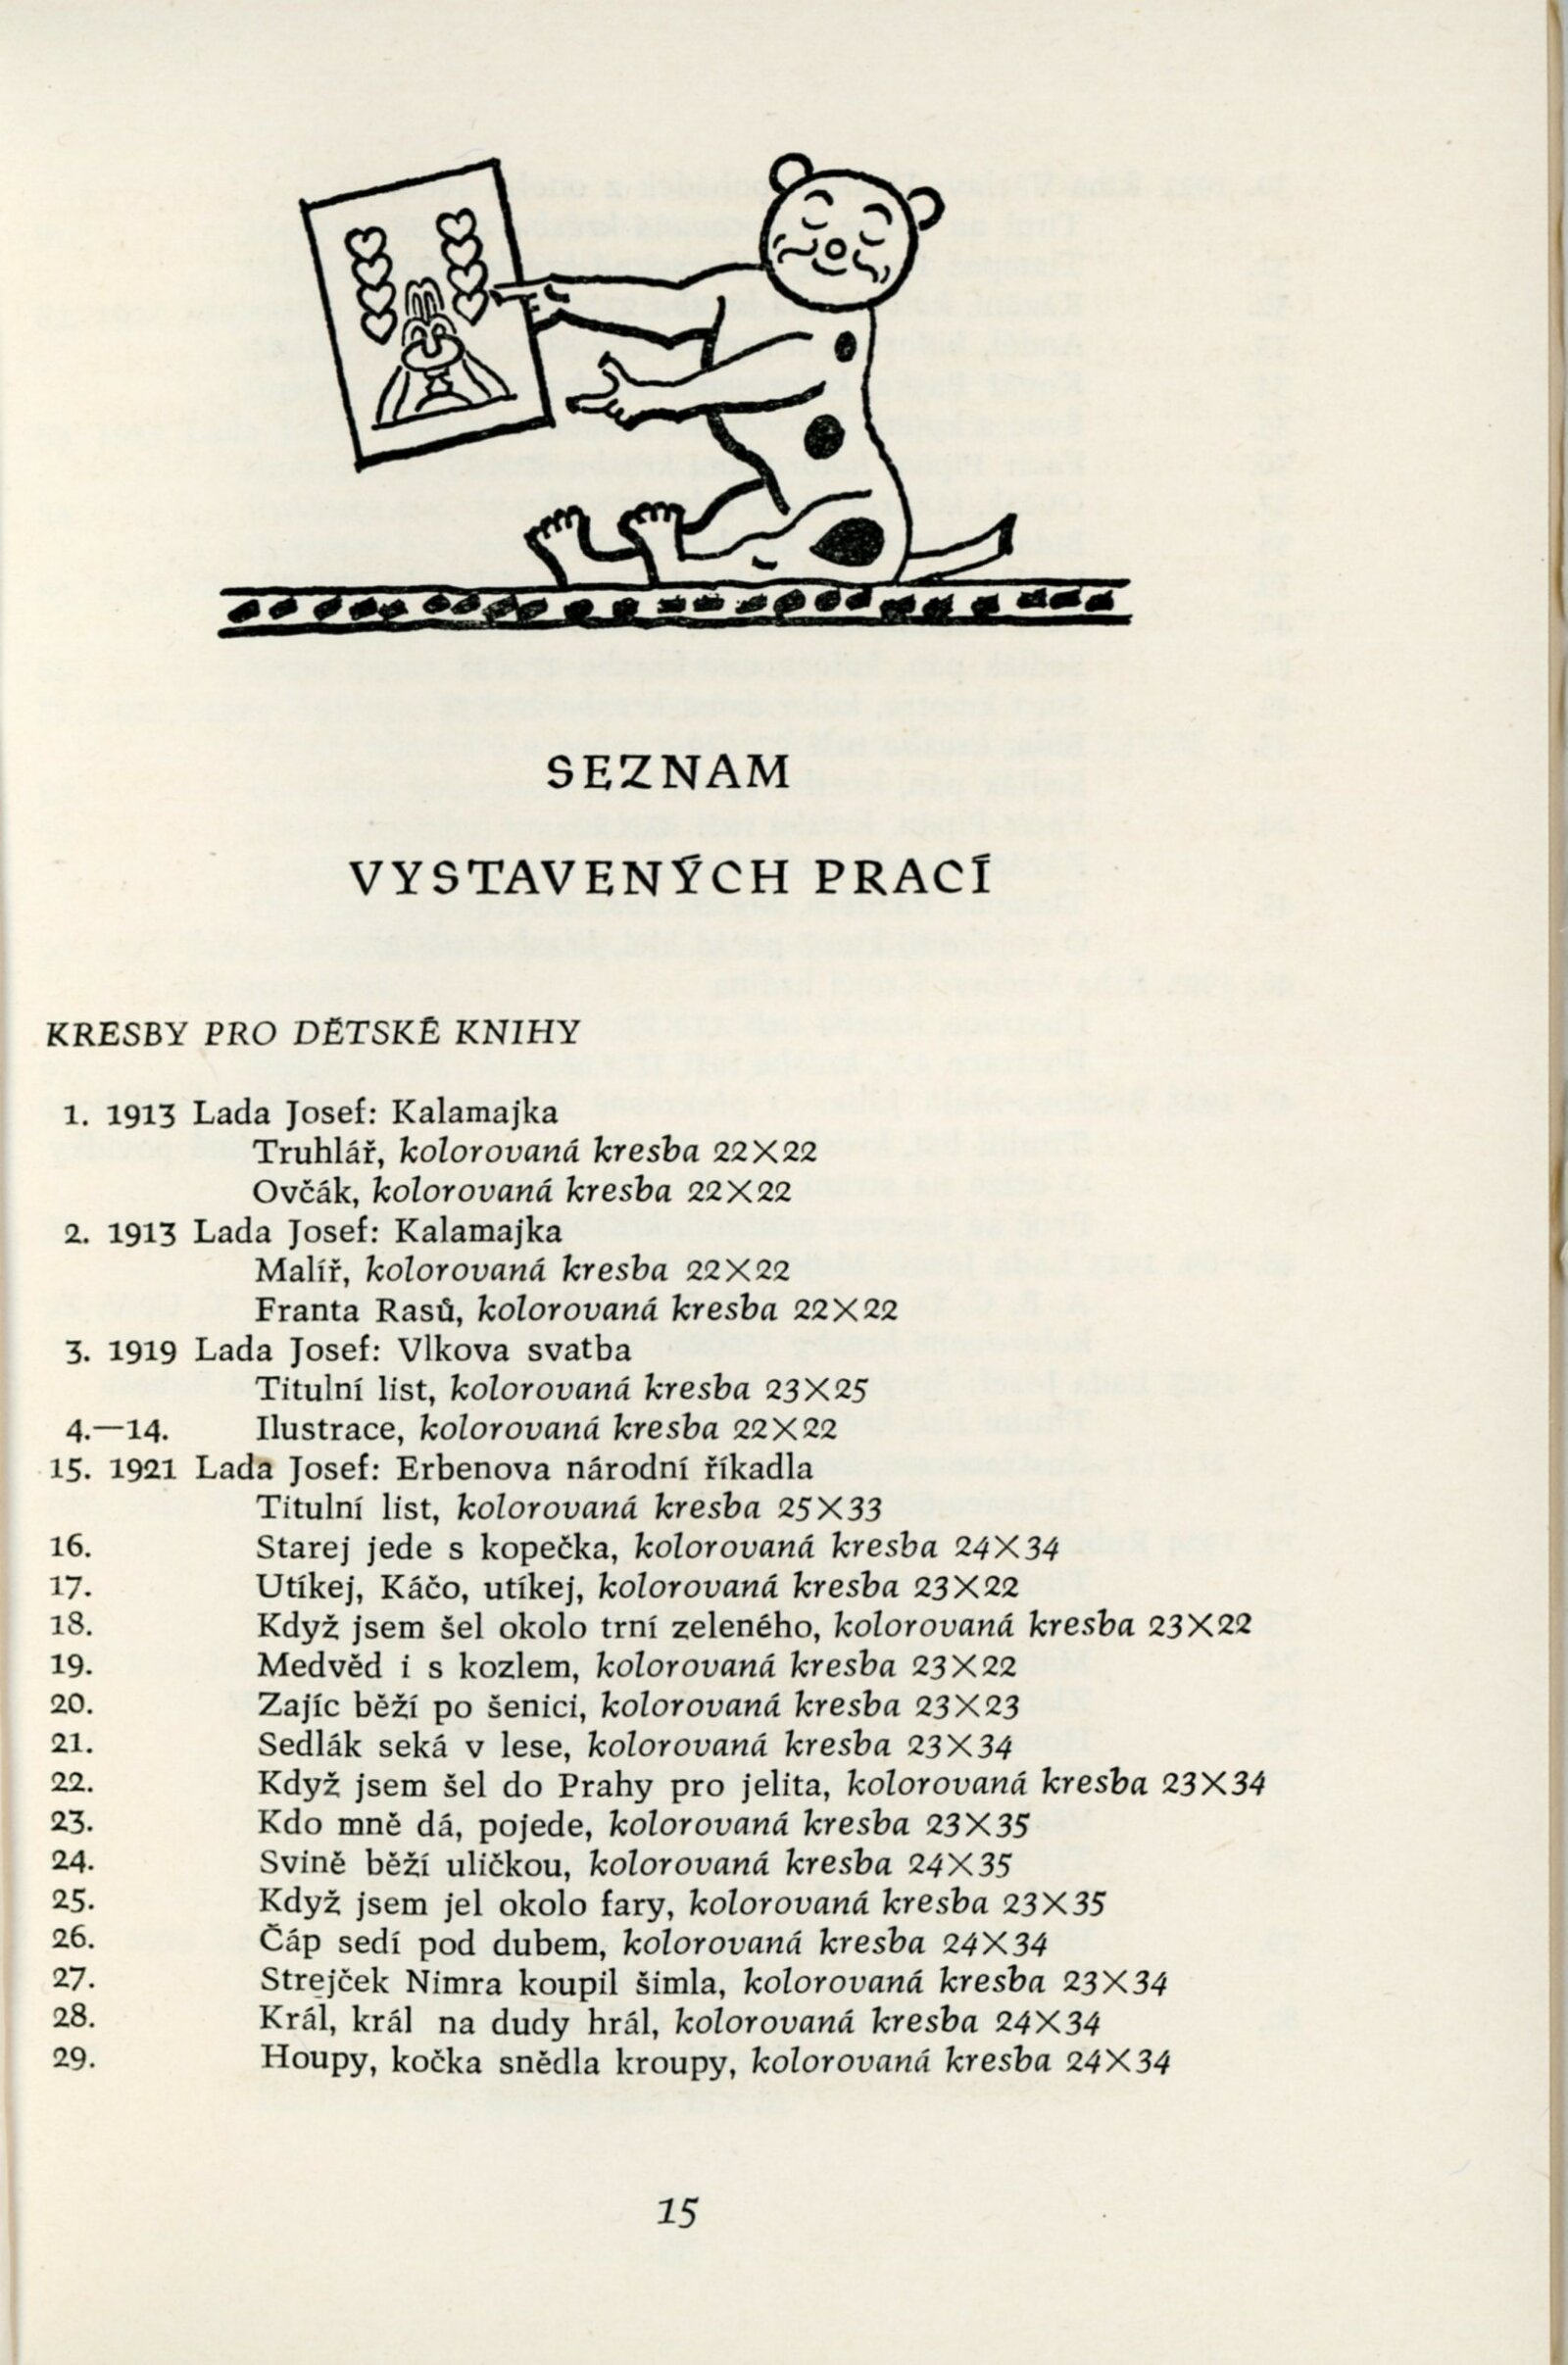 SEZNAM
VYSTAVENÝCH PRACÍ
KRESBY PRO DĚTSKÉ KNIHY
1. 1913 Lada Josef: Kalamajka
Truhlář, kolorovaná kresba 22×22
Ovčák, kolorovaná kresba 22×22
2. 1913 Lada Josef: Kalamajka
Malíř, kolorovaná kresba 22×22
Franta Rasů, kolorovaná kresba 22×22
3. 1919 Lada Josef: Vlkova svatba
Titulní list, kolorovaná kresba 23×25
4.—14. Ilustrace, kolorovaná kresba 22×22
15. 1921 Lada Josef: Erbenova národní říkadla
Titulní list, kolorovaná kresba 25×33
16. Starej jede s kopečka, kolorovaná kresba 24×34
17. Utíkej, Káčo, utíkej, kolorovaná kresba 23×22
18. Když jsem šel okolo trní zeleného, kolorovaná kresba 23×22
19. Medvěd i s kozlem, kolorovaná kresba 23×22
20. Zajíc běží po šenici, kolorovaná kresba 23×23
21. Sedlák seká v lese, kolorovaná kresba 23×34
22. Když jsem šel do Prahy pro jelita, kolorovaná kresba 23×34
23. Kdo mně dá, pojede, kolorovaná kresba 23×35
24. Svině běží uličkou, kolorovaná kresba 24×35
25. Když jsem jel okolo fary, kolorovaná kresba 23×35
26. Čáp sedí pod dubem, kolorovaná kresba 24×34
27. Strejček Nimra koupil šimla, kolorovaná kresba 23×34
28. Král, král na dudy hrál, kolorovaná kresba 24×34
29. Houpy, kočka snědla kroupy, kolorovaná kresba 24×34
15